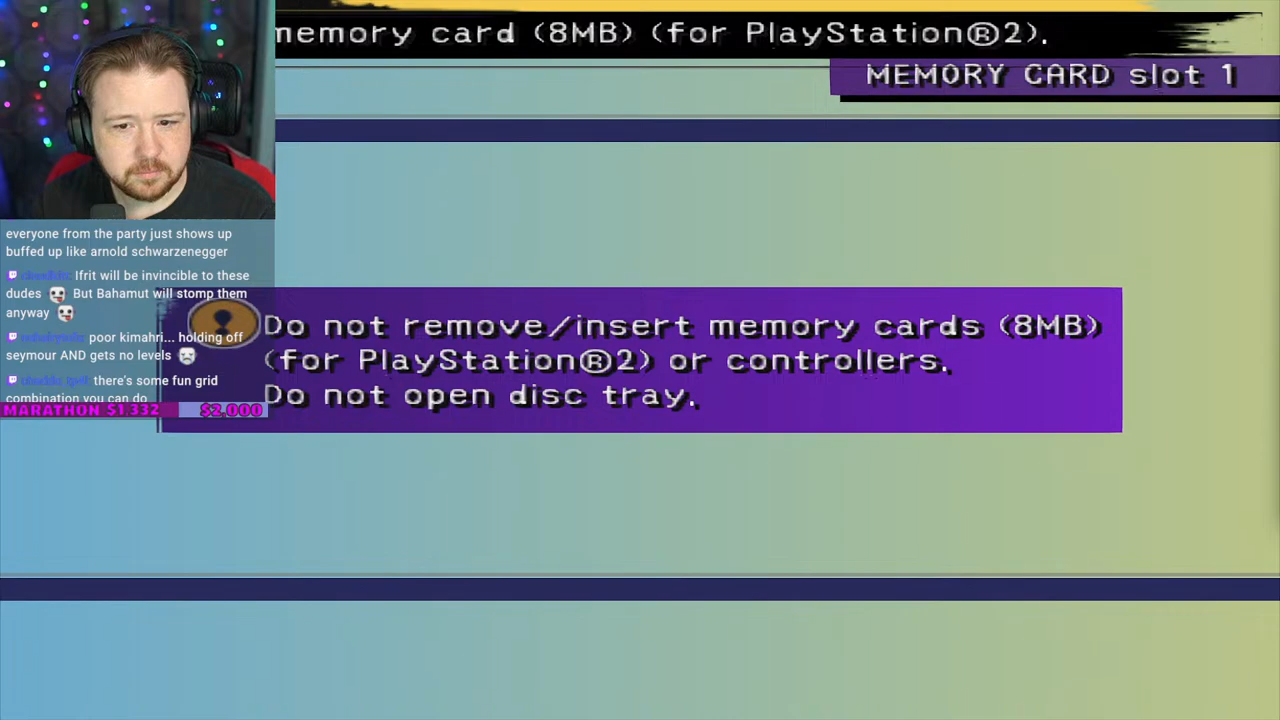 memory card (8MB) (for PlayStation®2).
MEMORY CARD slot 1
everyone from the party just shows up
buffed up like arnold schwarzenegger
Ifrit will be invincible to these
dudes But Bahamut will stomp them
anyway
poor kimahri... holding off
seymour AND gets no levels
there's some fun grid
combination you can do
MARATHON $1,332 $2,000
Do not remove/insert memory cards (8MB)
(for PlayStation®2) or controllers.
Do not open disc tray.